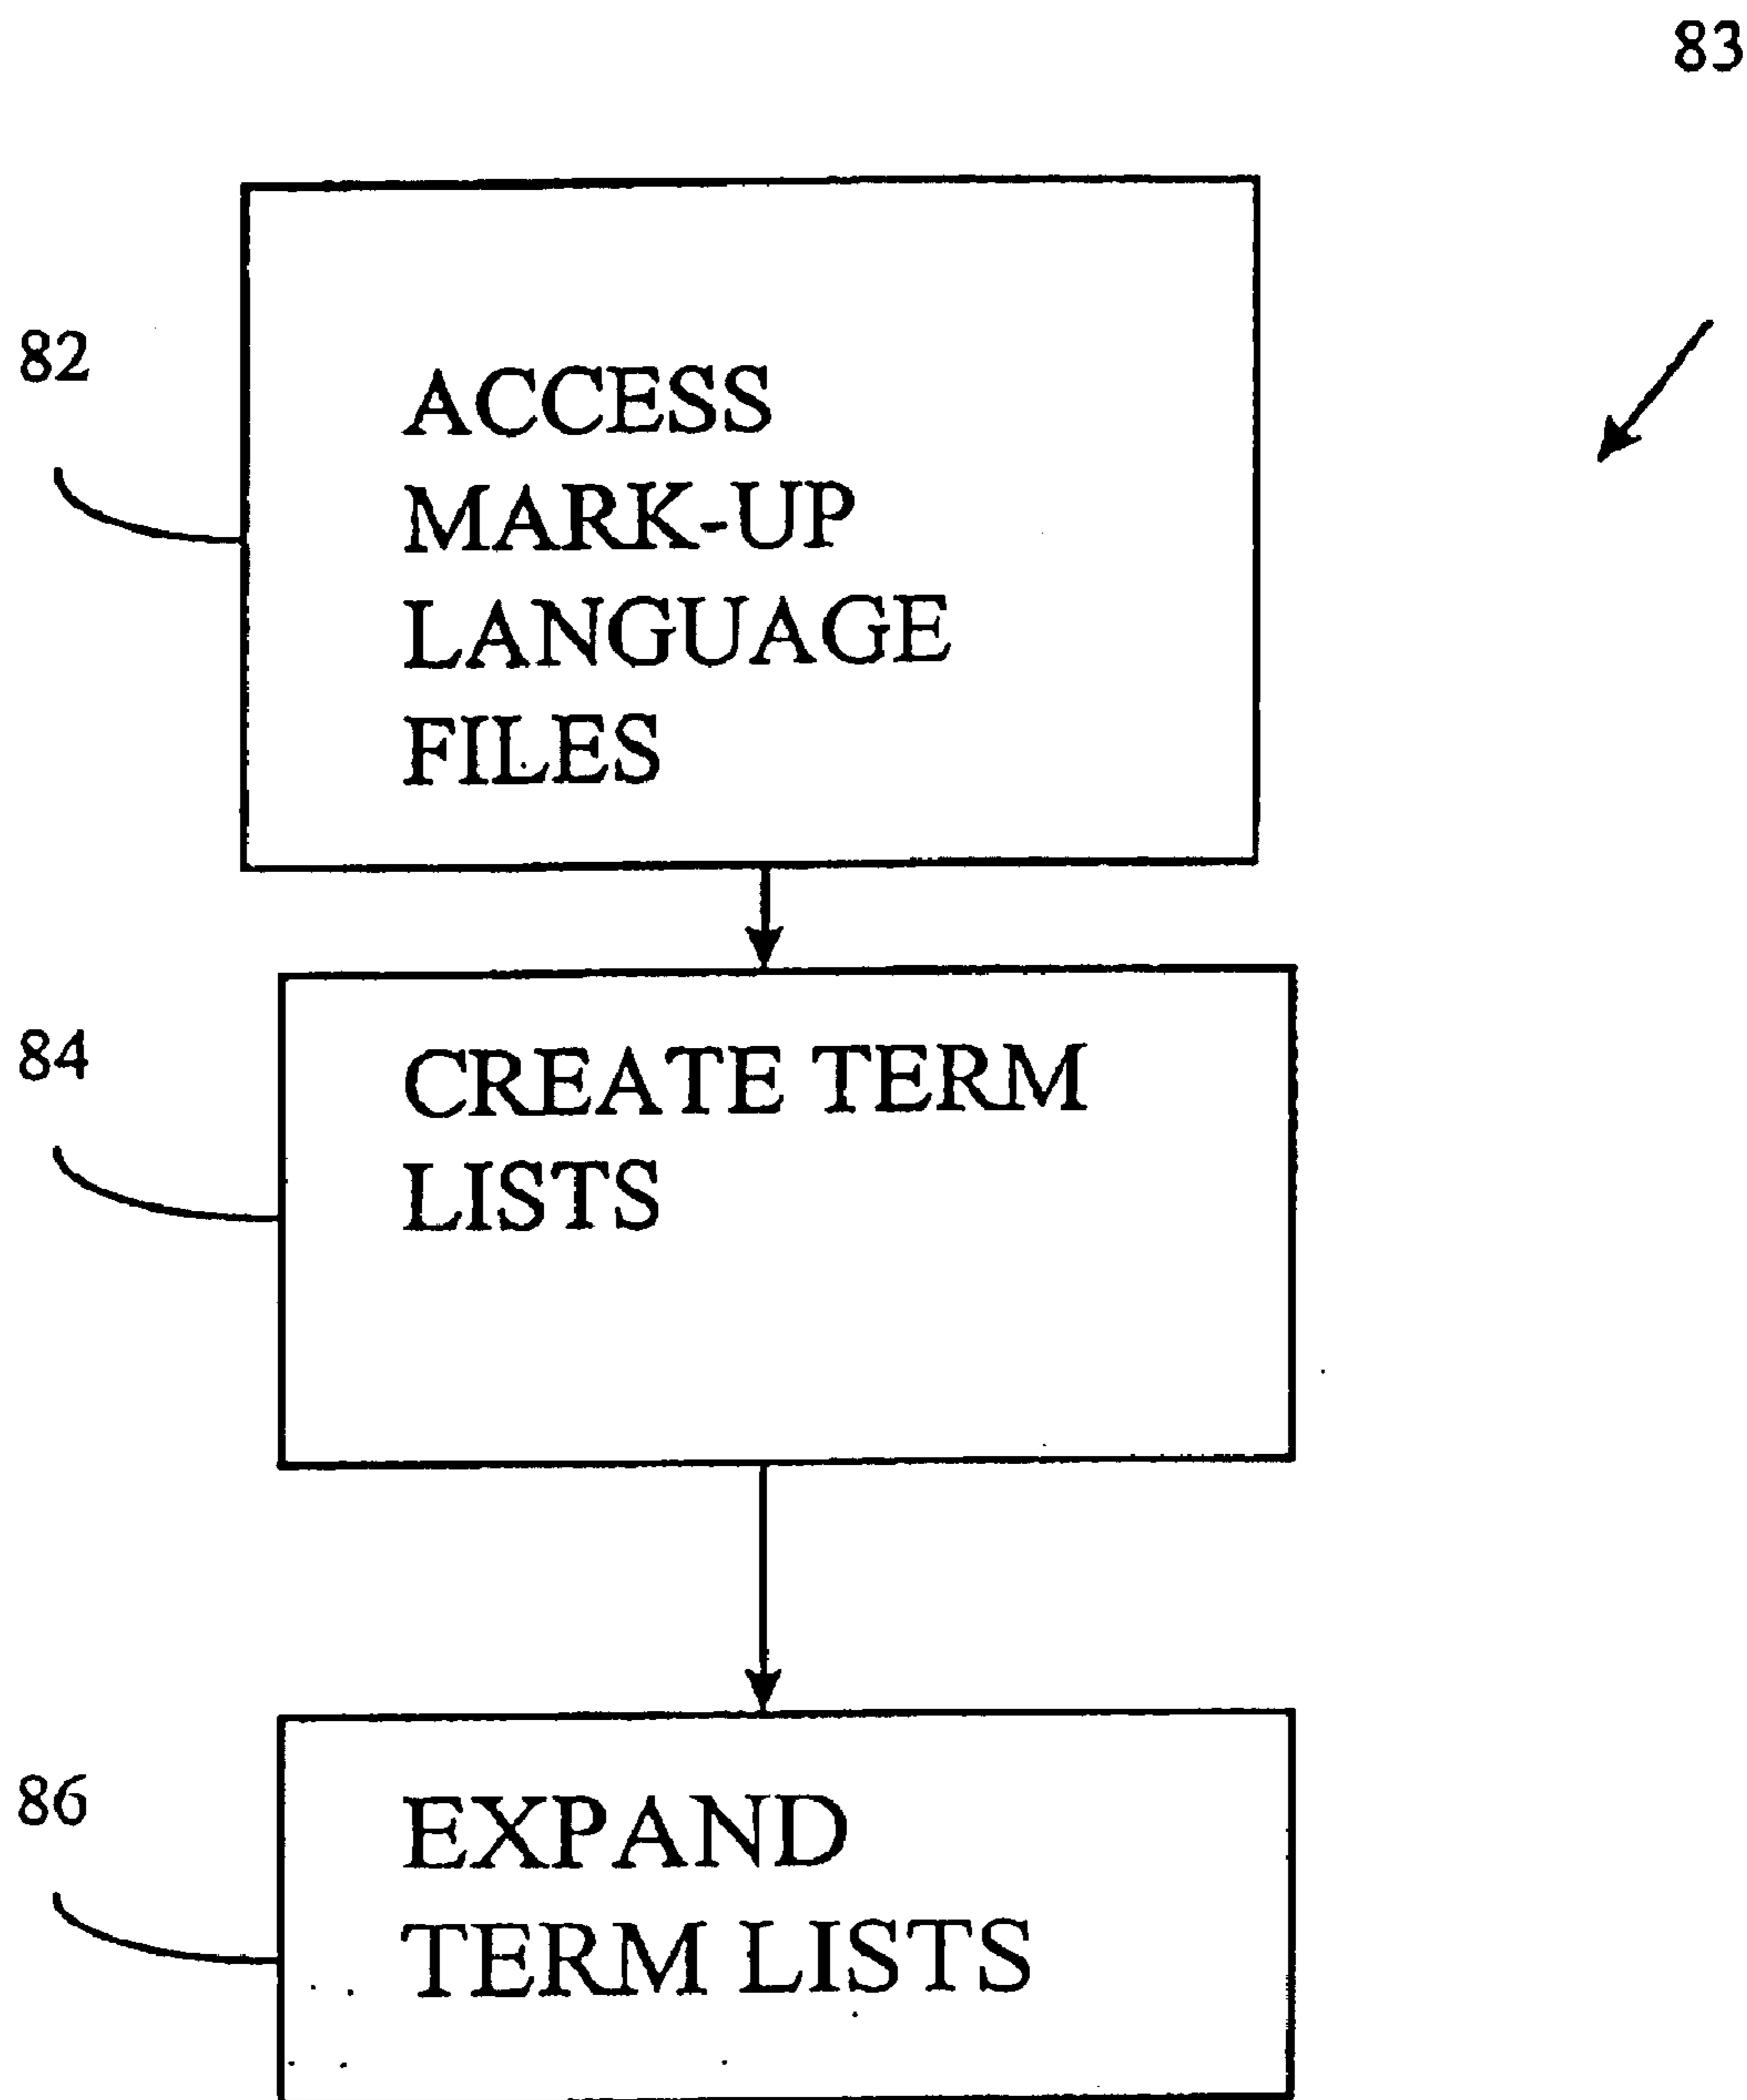 83
82
ACCESS
MARK-UP
LANGUAGE
FILES
84
CREATE TERM
LISTS
86
EXPAND
TERM LISTS